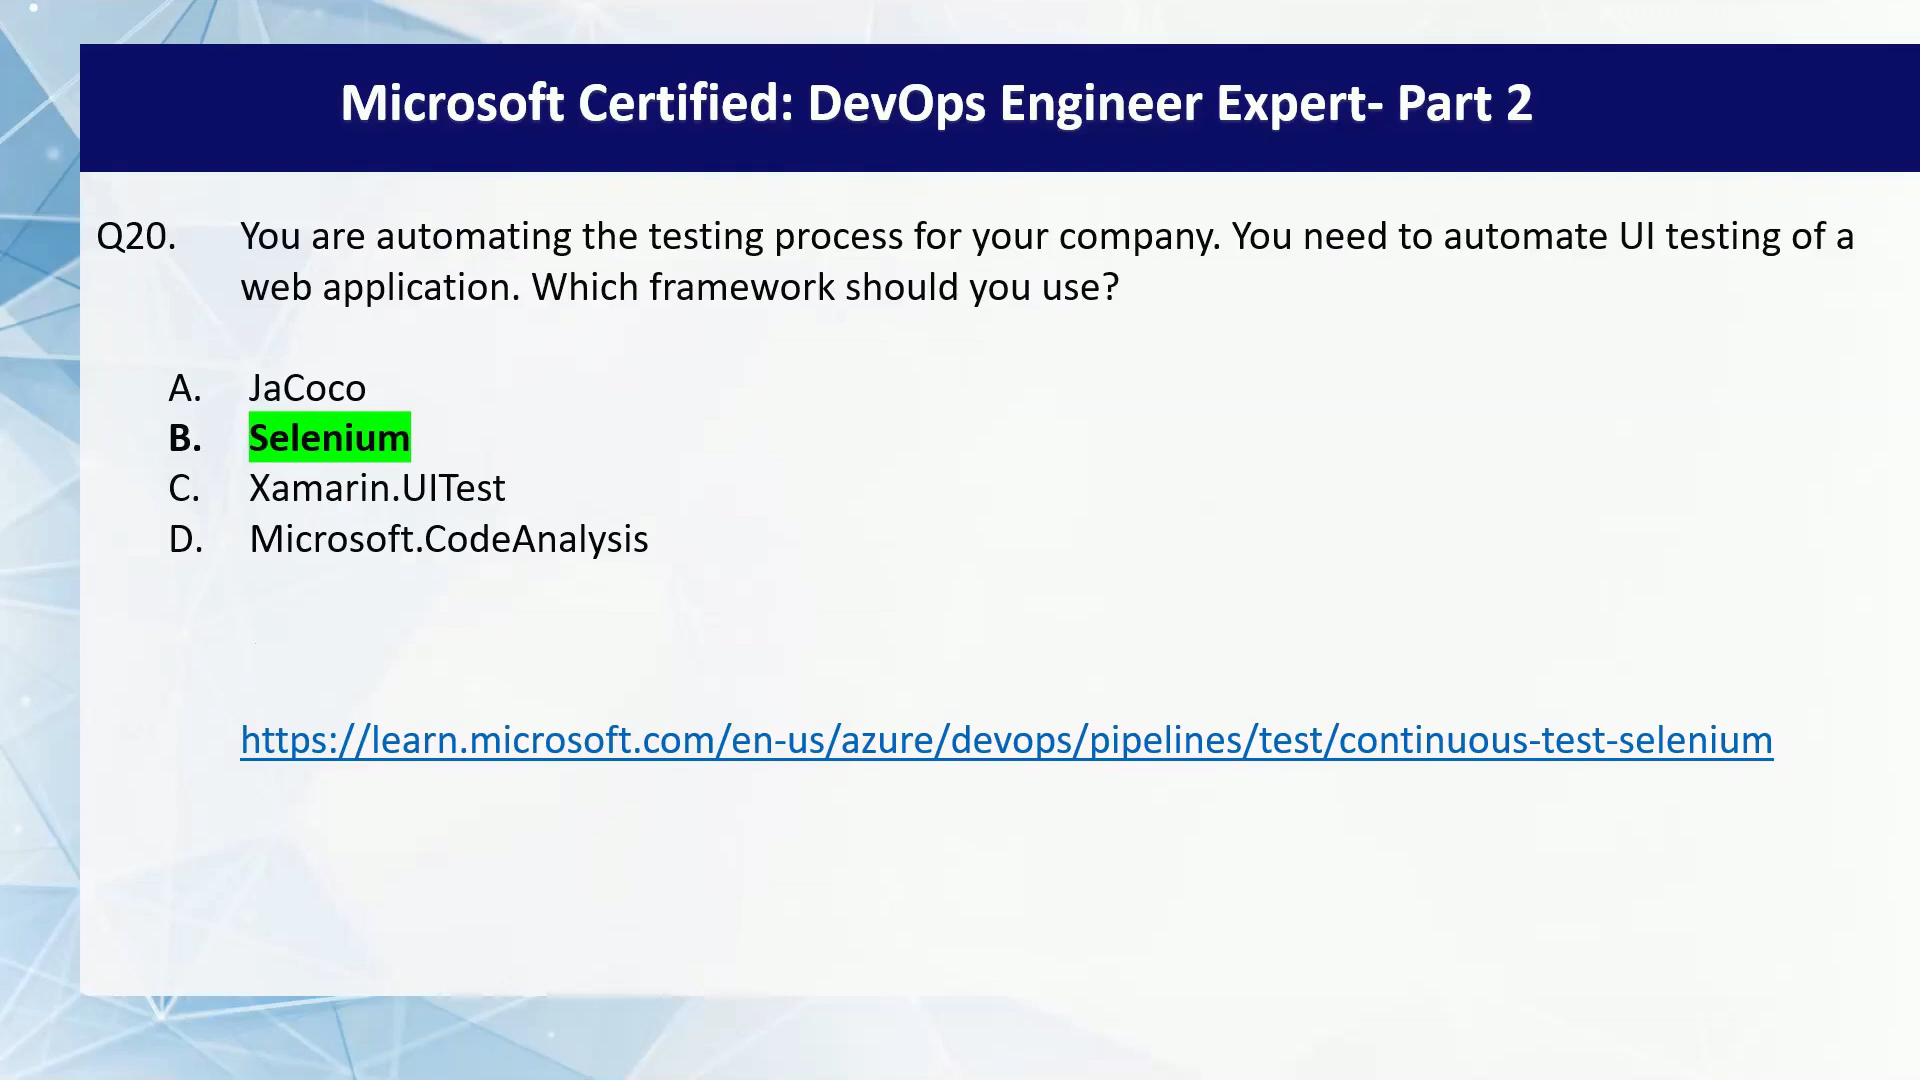 Microsoft Certified: DevOps Engineer Expert- Part 2
Q20. You are automating the testing process for your company. You need to automate UI testing of a
web application. Which framework should you use?
A. JaCoco
B. Selenium
C. Xamarin.UITest
D. Microsoft.CodeAnalysis
https://learn.microsoft.com/en-us/azure/devops/pipelines/test/continuous-test-selenium